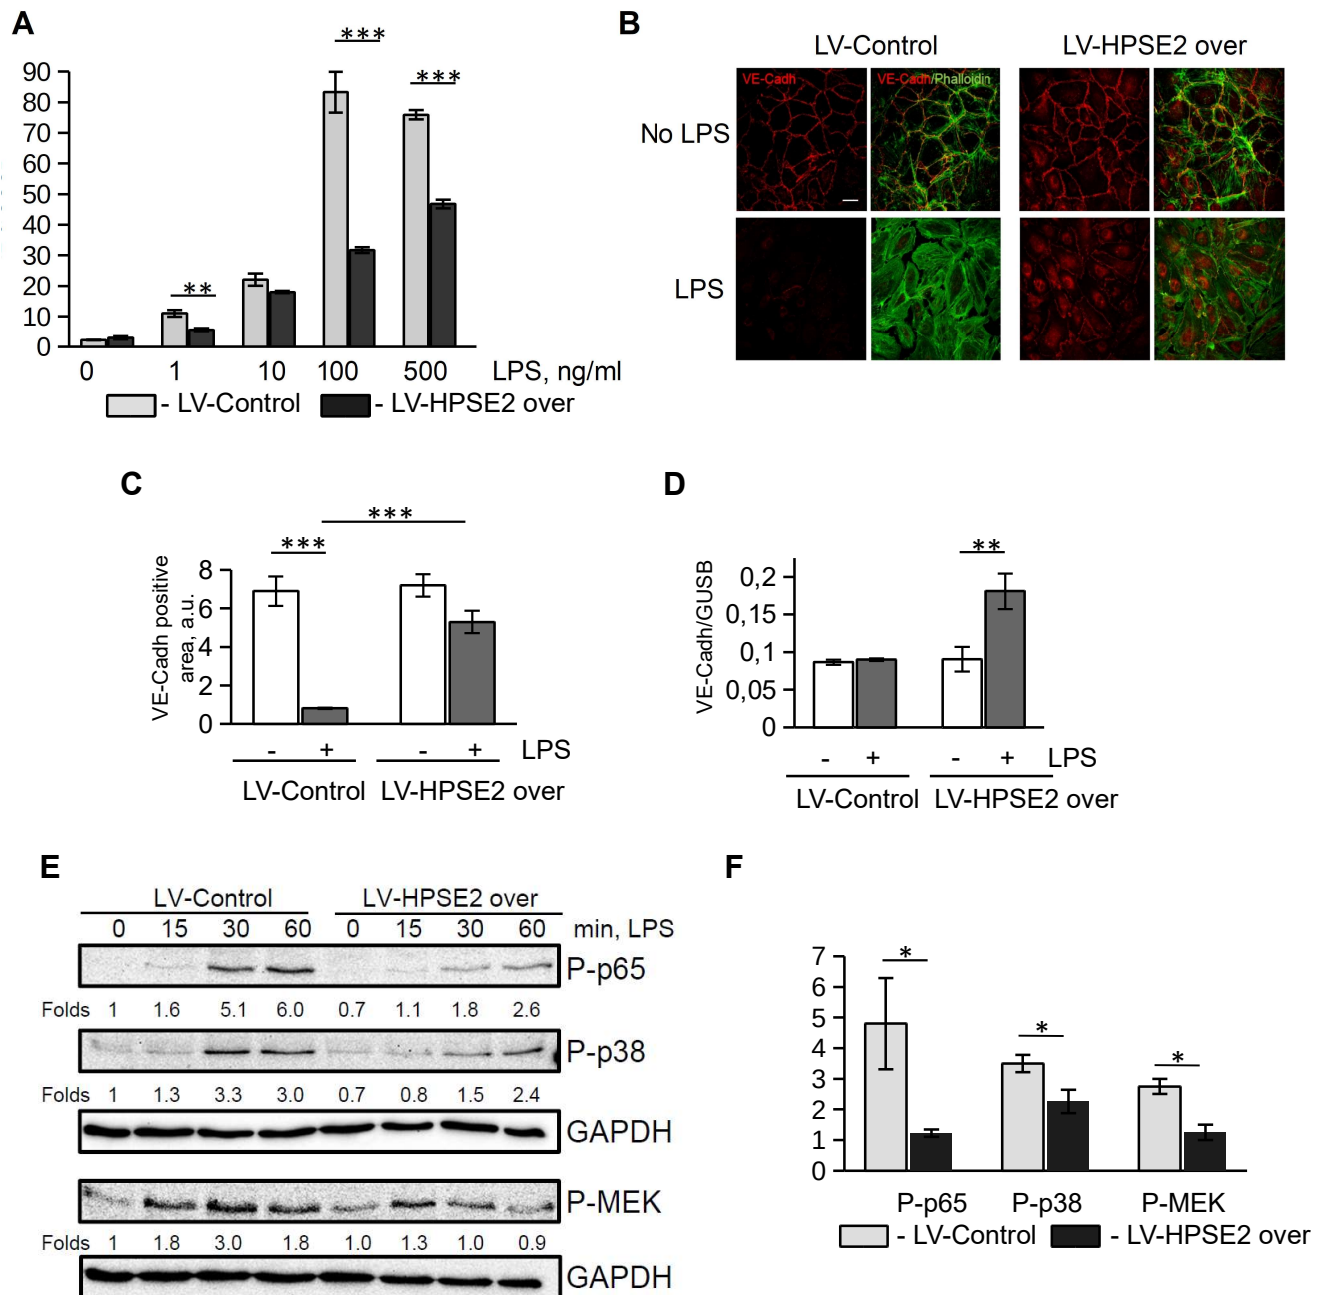 A
***
***
90
80
70
60
50
40
30
20
10
0
**
0 1 10 100 500 LPS, ng/ml
- LV-Control - LV-HPSE2 over
B
LV-Control LV-HPSE2 over
VE-Cadh VE-Cadh/Phalloidin
No LPS
LPS
C
***
***
VE-Cadh positive
area, a.u.
8
6
4
2
0
- + - + LPS
LV-Control LV-HPSE2 over
D
**
VE-Cadh/GUSB
0,2
0,15
0,1
0,05
0
- + - + LPS
LV-Control LV-HPSE2 over
E
LV-Control LV-HPSE2 over
0 15 30 60 0 15 30 60 min, LPS
P-p65
Folds 1 1.6 5.1 6.0 0.7 1.1 1.8 2.6
P-p38
Folds 1 1.3 3.3 3.0 0.7 0.8 1.5 2.4
GAPDH
P-MEK
Folds 1 1.8 3.0 1.8 1.0 1.3 1.0 0.9
GAPDH
F
7
6
5
4
3
2
1
0
*
*
*
P-p65 P-p38 P-MEK
- LV-Control - LV-HPSE2 over